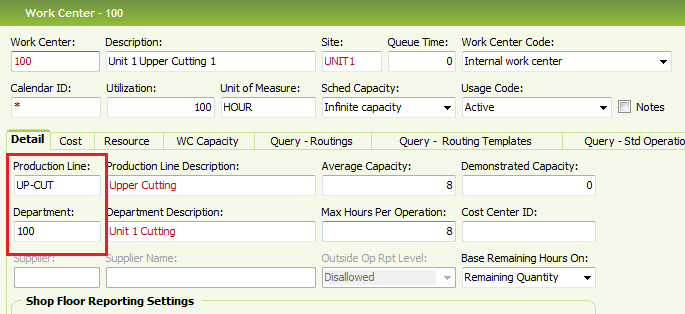 Work Center - 100
Work Center: Description: Site: Queue Time: Work Center Code:
100 Unit 1 Upper Cutting 1 UNIT1 0 Internal work center
Calendar ID: Utilization: Unit of Measure: Sched Capacity: Usage Code:
* 100 HOUR Infinite capacity Active Notes
Detail Cost Resource WC Capacity Query - Routings Query - Routing Templates Query - Std Operatio
Production Line: Production Line Description: Average Capacity: Demonstrated Capacity:
UP-CUT Upper Cutting 8 0
Department: Department Description: Max Hours Per Operation: Cost Center ID:
100 Unit 1 Cutting 8
Supplier: Supplier Name: Outside Op Rpt Level: Base Remaining Hours On:
Disallowed Remaining Quantity
Shop Floor Reporting Settings